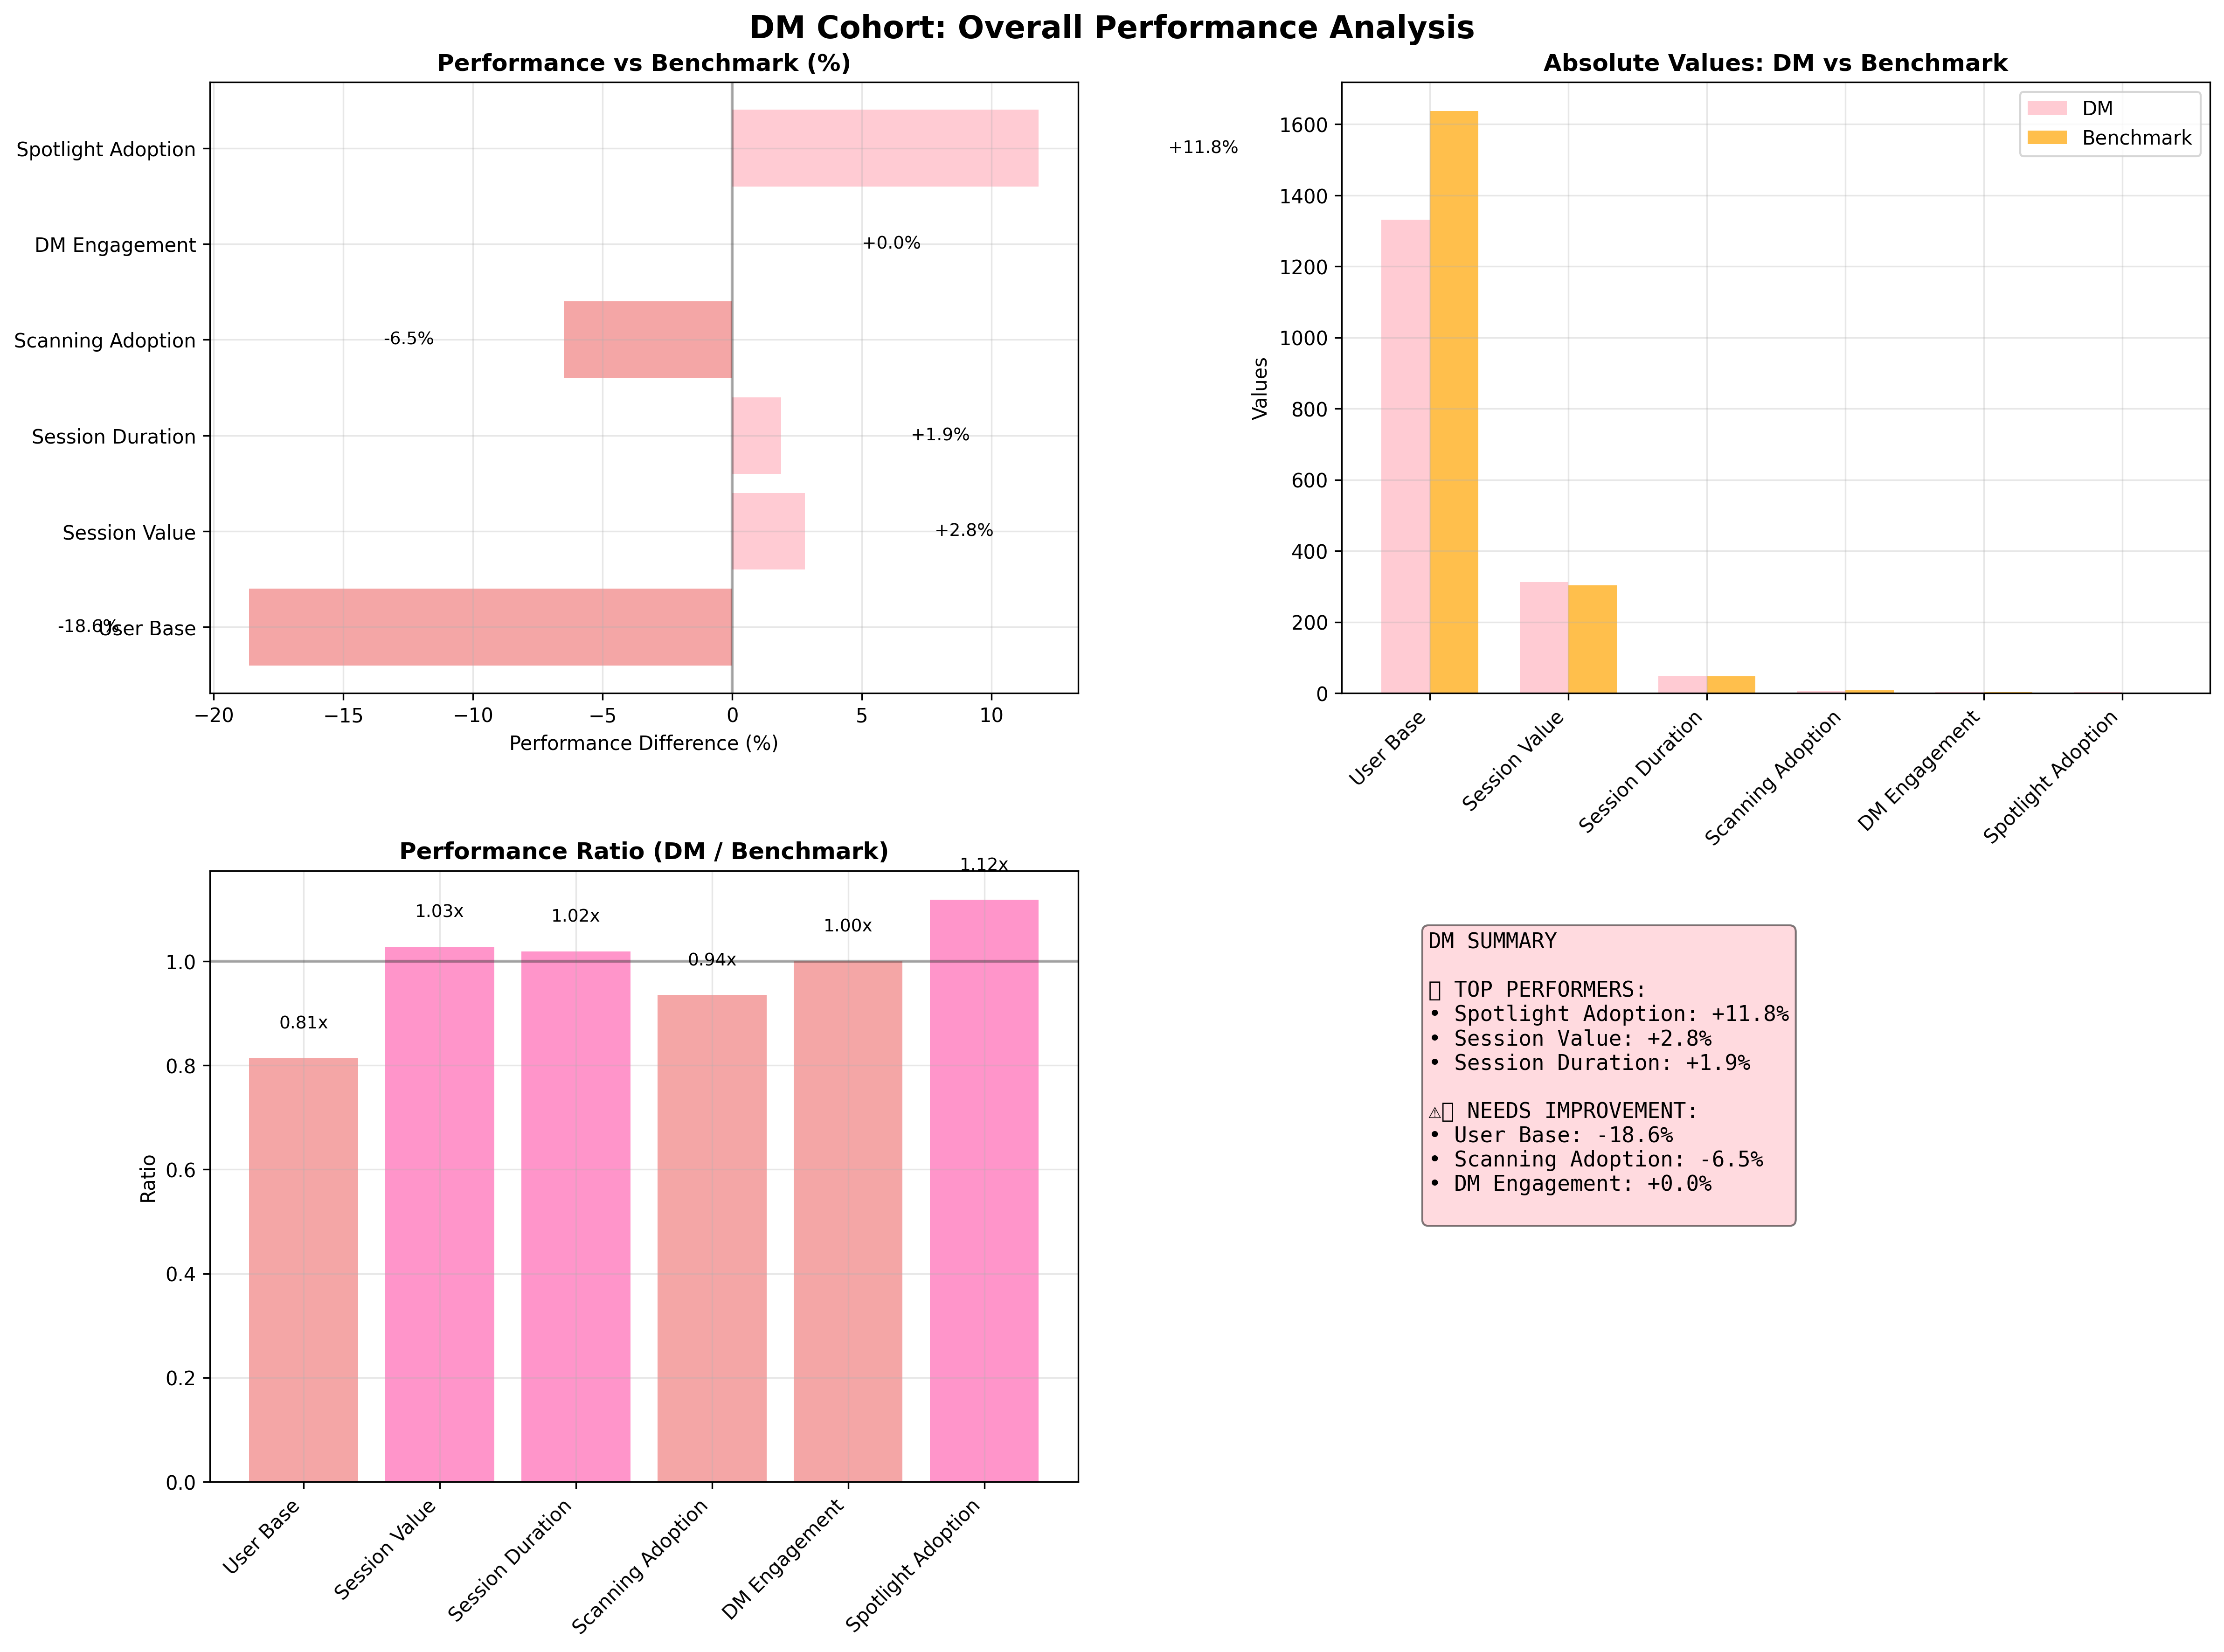 DM Cohort: Overall Performance Analysis
Performance vs Benchmark (%)
Spotlight Adoption
+11.8%
DM Engagement
+0.0%
Scanning Adoption
-6.5%
Session Duration
+1.9%
Session Value
+2.8%
User Base
-18.6%
−20 −15 −10 −5 0 5 10
Performance Difference (%)
Absolute Values: DM vs Benchmark
DM
Benchmark
Values
1600
1400
1200
1000
800
600
400
200
0
User Base
Session Value
Session Duration
Scanning Adoption
DM Engagement
Spotlight Adoption
Performance Ratio (DM / Benchmark)
Ratio
1.0
0.8
0.6
0.4
0.2
0.0
0.81x
1.03x
1.02x
0.94x
1.00x
1.12x
User Base
Session Value
Session Duration
Scanning Adoption
DM Engagement
Spotlight Adoption
DM SUMMARY
TOP PERFORMERS:
• Spotlight Adoption: +11.8%
• Session Value: +2.8%
• Session Duration: +1.9%
⚠ NEEDS IMPROVEMENT:
• User Base: -18.6%
• Scanning Adoption: -6.5%
• DM Engagement: +0.0%